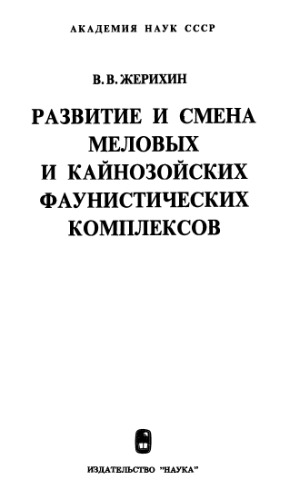 АКАДЕМИЯ НАУК СССР
В. В. ЖЕРИХИН
РАЗВИТИЕ И СМЕНА
МЕЛОВЫХ
И КАЙНОЗОЙСКИХ
ФАУНИСТИЧЕСКИХ
КОМПЛЕКСОВ
ИЗДАТЕЛЬСТВО "НАУКА"